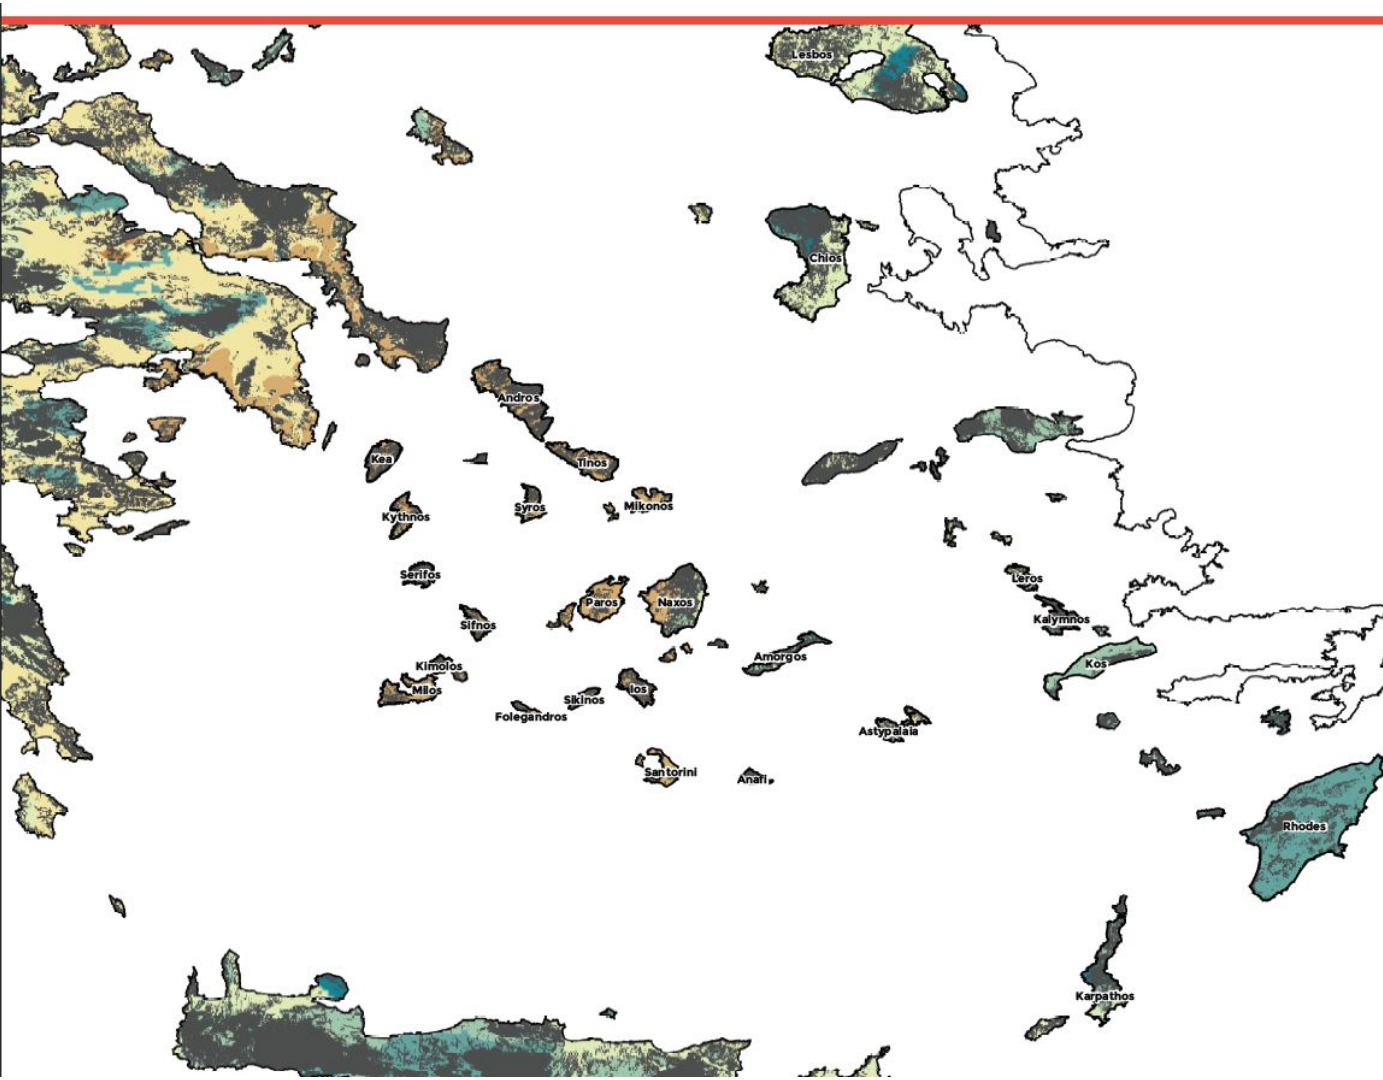 Lesbos
Chios
Andros
Kea
Tinos
Kythnos
Syros
Mikonos
Serifos
Leros
Paros
Naxos
Sifnos
Kalymnos
Amorgos
Kimolos
Kos
Milos
Ios
Sikinos
Folegandros
Astypalaia
Santorini
Anafi
Rhodes
Karpathos